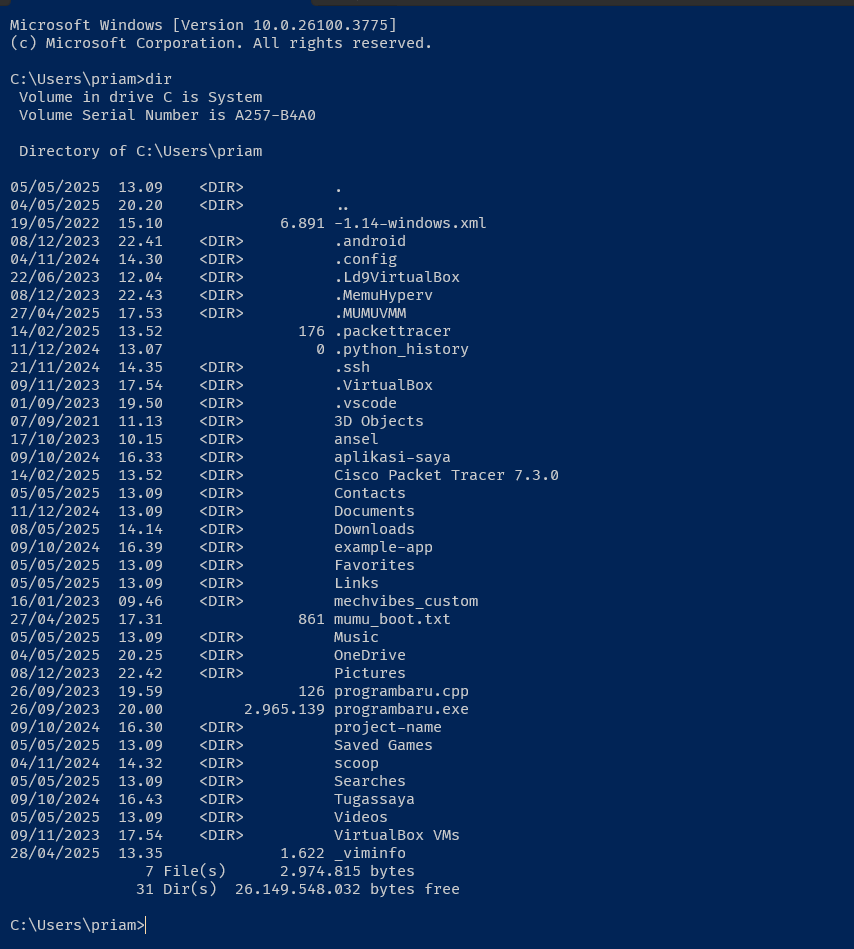 Microsoft Windows [Version 10.0.26100.3775]
(c) Microsoft Corporation. All rights reserved.
C:\Users\priam>dir
 Volume in drive C is System
 Volume Serial Number is A257-B4A0
 Directory of C:\Users\priam
05/05/2025  13.09    <DIR>          .
04/05/2025  20.20    <DIR>          ..
19/05/2022  15.10             6.891 -1.14-windows.xml
08/12/2023  22.41    <DIR>          .android
04/11/2024  14.30    <DIR>          .config
22/06/2023  12.04    <DIR>          .Ld9VirtualBox
08/12/2023  22.43    <DIR>          .MemuHyperv
27/04/2025  17.53    <DIR>          .MUMUVMM
14/02/2025  13.52               176 .packettracer
11/12/2024  13.07                 0 .python_history
21/11/2024  14.35    <DIR>          .ssh
09/11/2023  17.54    <DIR>          .VirtualBox
01/09/2023  19.50    <DIR>          .vscode
07/09/2021  11.13    <DIR>          3D Objects
17/10/2023  10.15    <DIR>          ansel
09/10/2024  16.33    <DIR>          aplikasi-saya
14/02/2025  13.52    <DIR>          Cisco Packet Tracer 7.3.0
05/05/2025  13.09    <DIR>          Contacts
11/12/2024  13.09    <DIR>          Documents
08/05/2025  14.14    <DIR>          Downloads
09/10/2024  16.39    <DIR>          example-app
05/05/2025  13.09    <DIR>          Favorites
05/05/2025  13.09    <DIR>          Links
16/01/2023  09.46    <DIR>          mechvibes_custom
27/04/2025  17.31               861 mumu_boot.txt
05/05/2025  13.09    <DIR>          Music
04/05/2025  20.25    <DIR>          OneDrive
08/12/2023  22.42    <DIR>          Pictures
26/09/2023  19.59               126 programbaru.cpp
26/09/2023  20.00         2.965.139 programbaru.exe
09/10/2024  16.30    <DIR>          project-name
05/05/2025  13.09    <DIR>          Saved Games
04/11/2024  14.32    <DIR>          scoop
05/05/2025  13.09    <DIR>          Searches
09/10/2024  16.43    <DIR>          Tugassaya
05/05/2025  13.09    <DIR>          Videos
09/11/2023  17.54    <DIR>          VirtualBox VMs
28/04/2025  13.35             1.622 _viminfo
               7 File(s)      2.974.815 bytes
              31 Dir(s)  26.149.548.032 bytes free
C:\Users\priam>